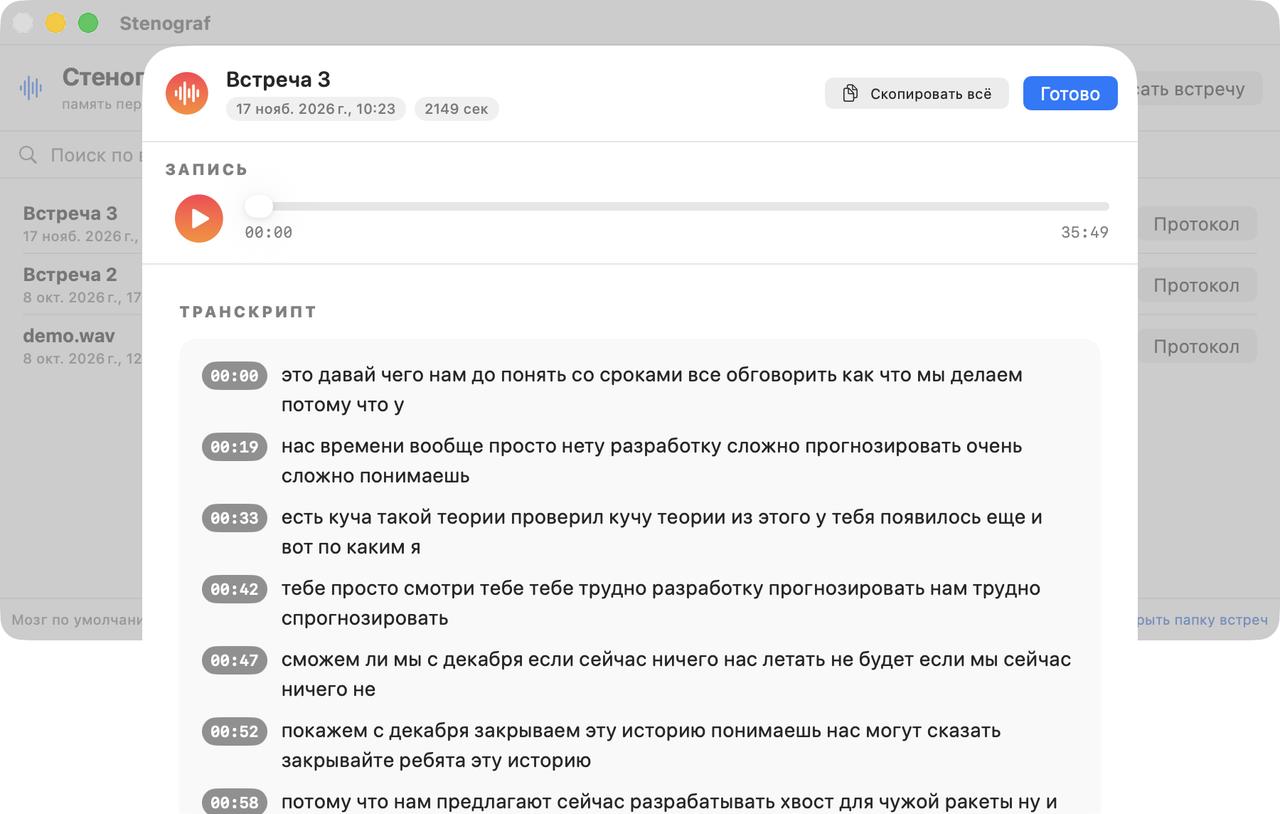 Stenograf
Стеног
память пер
сать встречу
Поиск по в
Встреча 3
17 нояб. 2026 г.,
Протокол
Встреча 2
8 окт. 2026 г., 17
Протокол
demo.wav
8 окт. 2026 г., 12
Протокол
Мозг по умолчани
рыть папку встреч
Встреча 3
17 нояб. 2026 г., 10:23 2149 сек
Скопировать всё
Готово
ЗАПИСЬ
00:00 35:49
ТРАНСКРИПТ
00:00 это давай чего нам до понять со сроками все обговорить как что мы делаем
потому что у
00:19 нас времени вообще просто нету разработку сложно прогнозировать очень
сложно понимаешь
00:33 есть куча такой теории проверил кучу теории из этого у тебя появилось еще и
вот по каким я
00:42 тебе просто смотри тебе тебе трудно разработку прогнозировать нам трудно
спрогнозировать
00:47 сможем ли мы с декабря если сейчас ничего нас летать не будет если мы сейчас
ничего не
00:52 покажем с декабря закрываем эту историю понимаешь нас могут сказать
закрывайте ребята эту историю
00:58 потому что нам предлагают сейчас разрабатывать хвост для чужой ракеты ну и